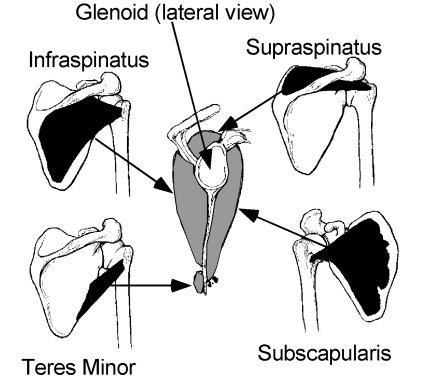 Glenoid (lateral view)
Infraspinatus
Supraspinatus
Teres Minor
Subscapularis